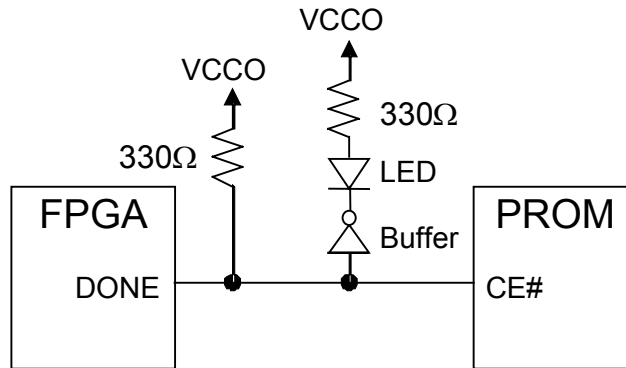 VCCO
VCCO
330Ω
330Ω
LED
FPGA
PROM
Buffer
DONE
CE#